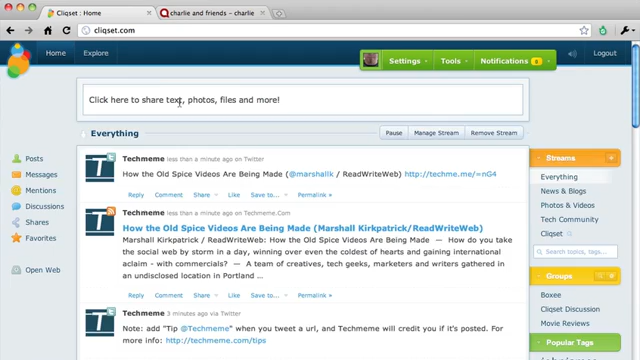 Cliqset : Home
charlie and friends – charlie
cliqset.com
Home
Explore
Settings
Tools
Notifications
Logout
Click here to share text, photos, files and more!
Everything
Pause
Manage Stream
Remove Stream
Posts
Messages
Mentions
Discussions
Shares
Favorites
Open Web
Techmeme less than a minute ago on Twitter
How the Old Spice Videos Are Being Made (@marshallk / ReadWriteWeb) http://techme.me/=nG4
Reply Comment Share Like Save to... Permalink »
Techmeme less than a minute ago on Techmeme.Com
How the Old Spice Videos Are Being Made (Marshall Kirkpatrick/ReadWriteWeb)
Marshall Kirkpatrick / ReadWriteWeb: How the Old Spice Videos Are Being Made — How do you take
the social web by storm in a day, winning over even the coldest of hearts and gaining international
aclaim - with commercials? — A team of creatives, tech geeks, marketers and writers gathered in
an undisclosed location in Portland ...
Reply Comment Share Like Save to... Permalink »
Techmeme 3 minutes ago via Twitter
Note: add "Tip @Techmeme" when you tweet a url, and Techmeme will credit you if it's posted. For
more info: http://techmeme.com/tips
Streams
Everything
News & Blogs
Photos & Videos
Tech Community
Cliqset
Search topics, tags...
Groups
Boxee
Cliqset Discussion
Movie Reviews
Popular Tags